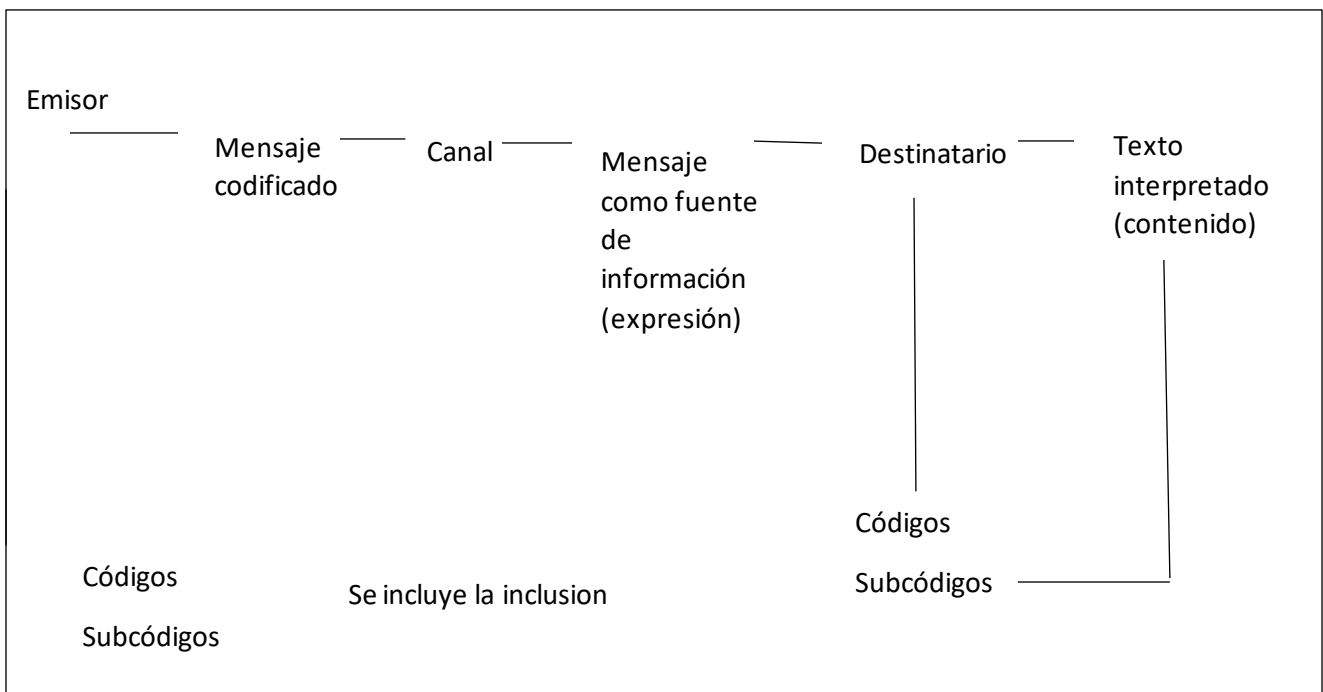 Emisor
Mensaje
codificado
Canal
Mensaje
como fuente
de
información
(expresión)
Destinatario
Texto
interpretado
(contenido)
Códigos
Subcódigos
Se incluye la inclusion
Códigos
Subcódigos